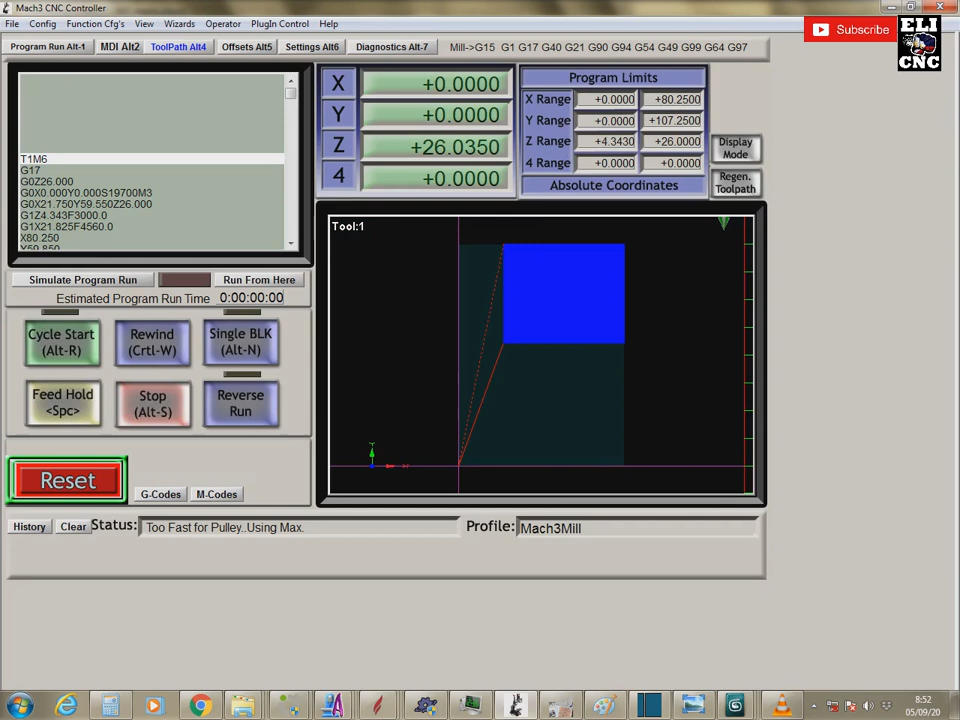 Mach3 CNC Controller
File Config Function Cfg's View Wizards Operator PlugIn Control Help
Program Run Alt-1 MDI Alt2 ToolPath Alt4 Offsets Alt5 Settings Alt6 Diagnostics Alt-7 Mill->G15 G1 G17 G40 G21 G90 G94 G54 G49 G99 G64 G97
Subscribe
ELI
CNC
T1M6
G17
G0Z26.000
G0X0.000Y0.000S19700M3
G0X21.750Y59.550Z26.000
G1Z4.343F3000.0
G1X21.825F4560.0
X80.250
Y59.850
X +0.0000
Y +0.0000
Z +26.0350
4 +0.0000
Program Limits
X Range +0.0000 +80.2500
Y Range +0.0000 +107.2500
Z Range +4.3430 +26.0000
4 Range +0.0000 +0.0000
Absolute Coordinates
Display
Mode
Regen.
Toolpath
Tool:1
Simulate Program Run Run From Here
Estimated Program Run Time 0:00:00:00
Cycle Start
(Alt-R)
Rewind
(Crtl-W)
Single BLK
(Alt-N)
Feed Hold
<Spc>
Stop
(Alt-S)
Reverse
Run
Reset
G-Codes M-Codes
History Clear Status: Too Fast for Pulley..Using Max. Profile: Mach3Mill
8:52
05/09/20